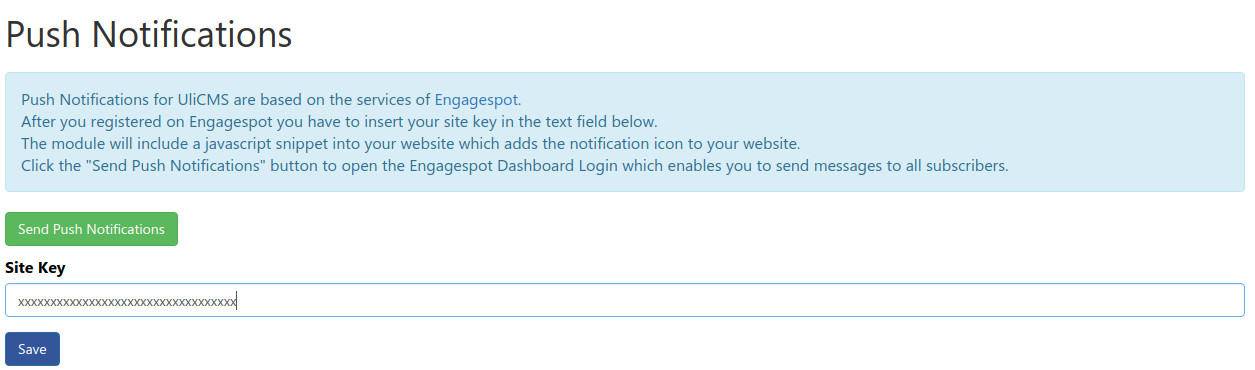 Push Notifications
Push Notifications for UliCMS are based on the services of Engagespot.
After you registered on Engagespot you have to insert your site key in the text field below.
The module will include a javascript snippet into your website which adds the notification icon to your website.
Click the "Send Push Notifications" button to open the Engagespot Dashboard Login which enables you to send messages to all subscribers.
Send Push Notifications
Site Key
xxxxxxxxxxxxxxxxxxxxxxxxxxxxxxxxxx
Save